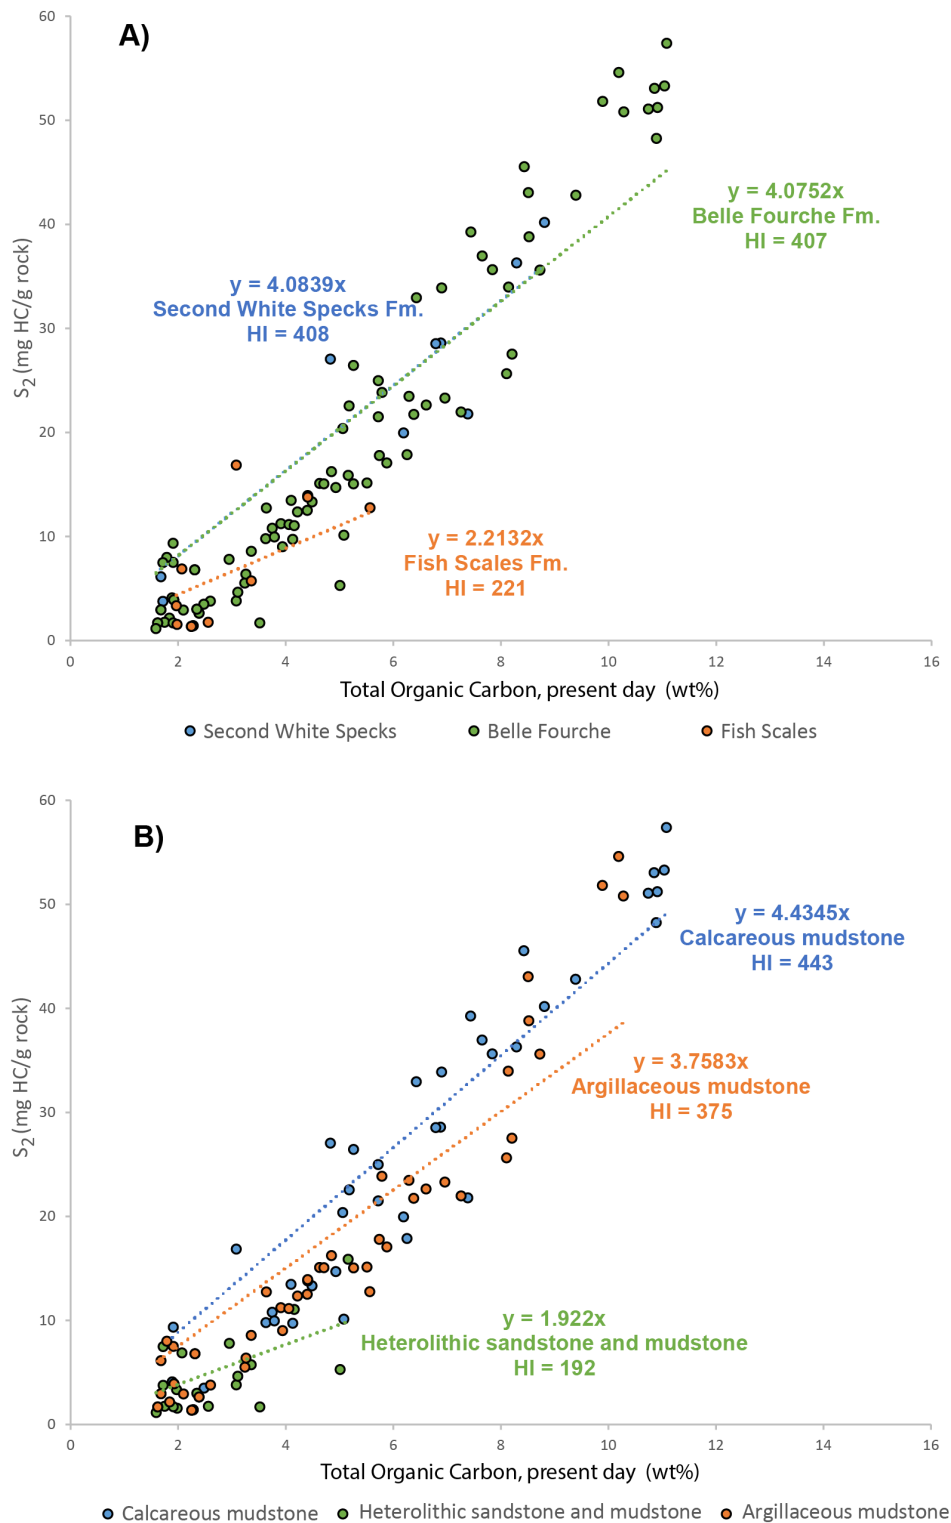 A)
60
50
40
30
20
10
0
S2 (mg HC/g rock)
y = 4.0752x
Belle Fourche Fm.
HI = 407
y = 4.0839x
Second White Specks Fm.
HI = 408
y = 2.2132x
Fish Scales Fm.
HI = 221
0 2 4 6 8 10 12 14 16
Total Organic Carbon, present day (wt%)
Second White Specks Belle Fourche Fish Scales
B)
60
50
40
30
20
10
0
S2 (mg HC/g rock)
y = 4.4345x
Calcareous mudstone
HI = 443
y = 3.7583x
Argillaceous mudstone
HI = 375
y = 1.922x
Heterolithic sandstone and mudstone
HI = 192
0 2 4 6 8 10 12 14 16
Total Organic Carbon, present day (wt%)
Calcareous mudstone Heterolithic sandstone and mudstone Argillaceous mudstone